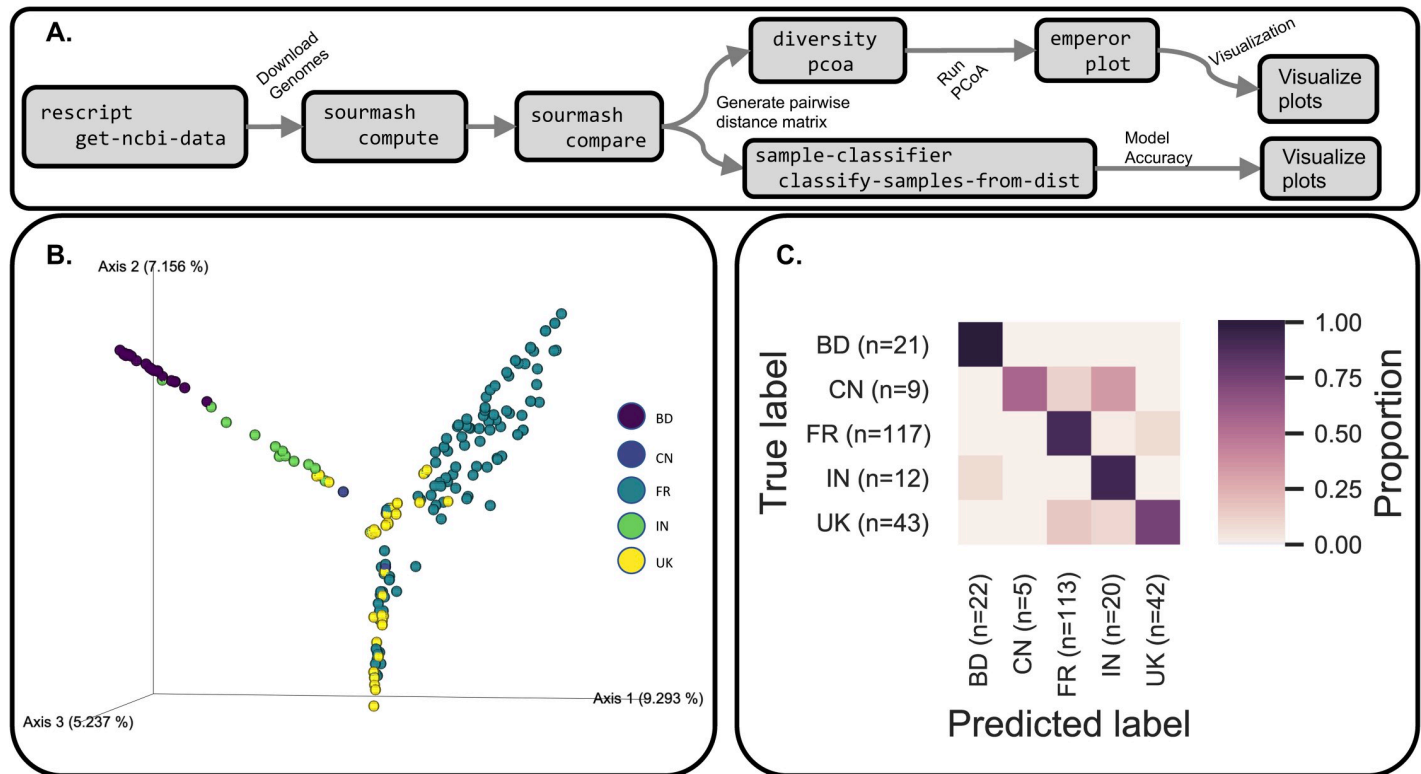 A.
rescript
get-ncbi-data
Download
Genomes
sourmash
compute
sourmash
compare
Generate pairwise
distance matrix
diversity
pcoa
Run
PCoA
emperor
plot
Visualization
Visualize
plots
sample-classifier
classify-samples-from-dist
Model
Accuracy
Visualize
plots
B.
Axis 2 (7.156 %)
BD
CN
FR
IN
UK
Axis 1 (9.293 %)
Axis 3 (5.237 %)
C.
True label
BD (n=21)
CN (n=9)
FR (n=117)
IN (n=12)
UK (n=43)
BD (n=22)
CN (n=5)
FR (n=113)
IN (n=20)
UK (n=42)
Predicted label
1.00
0.75
0.50
0.25
0.00
Proportion